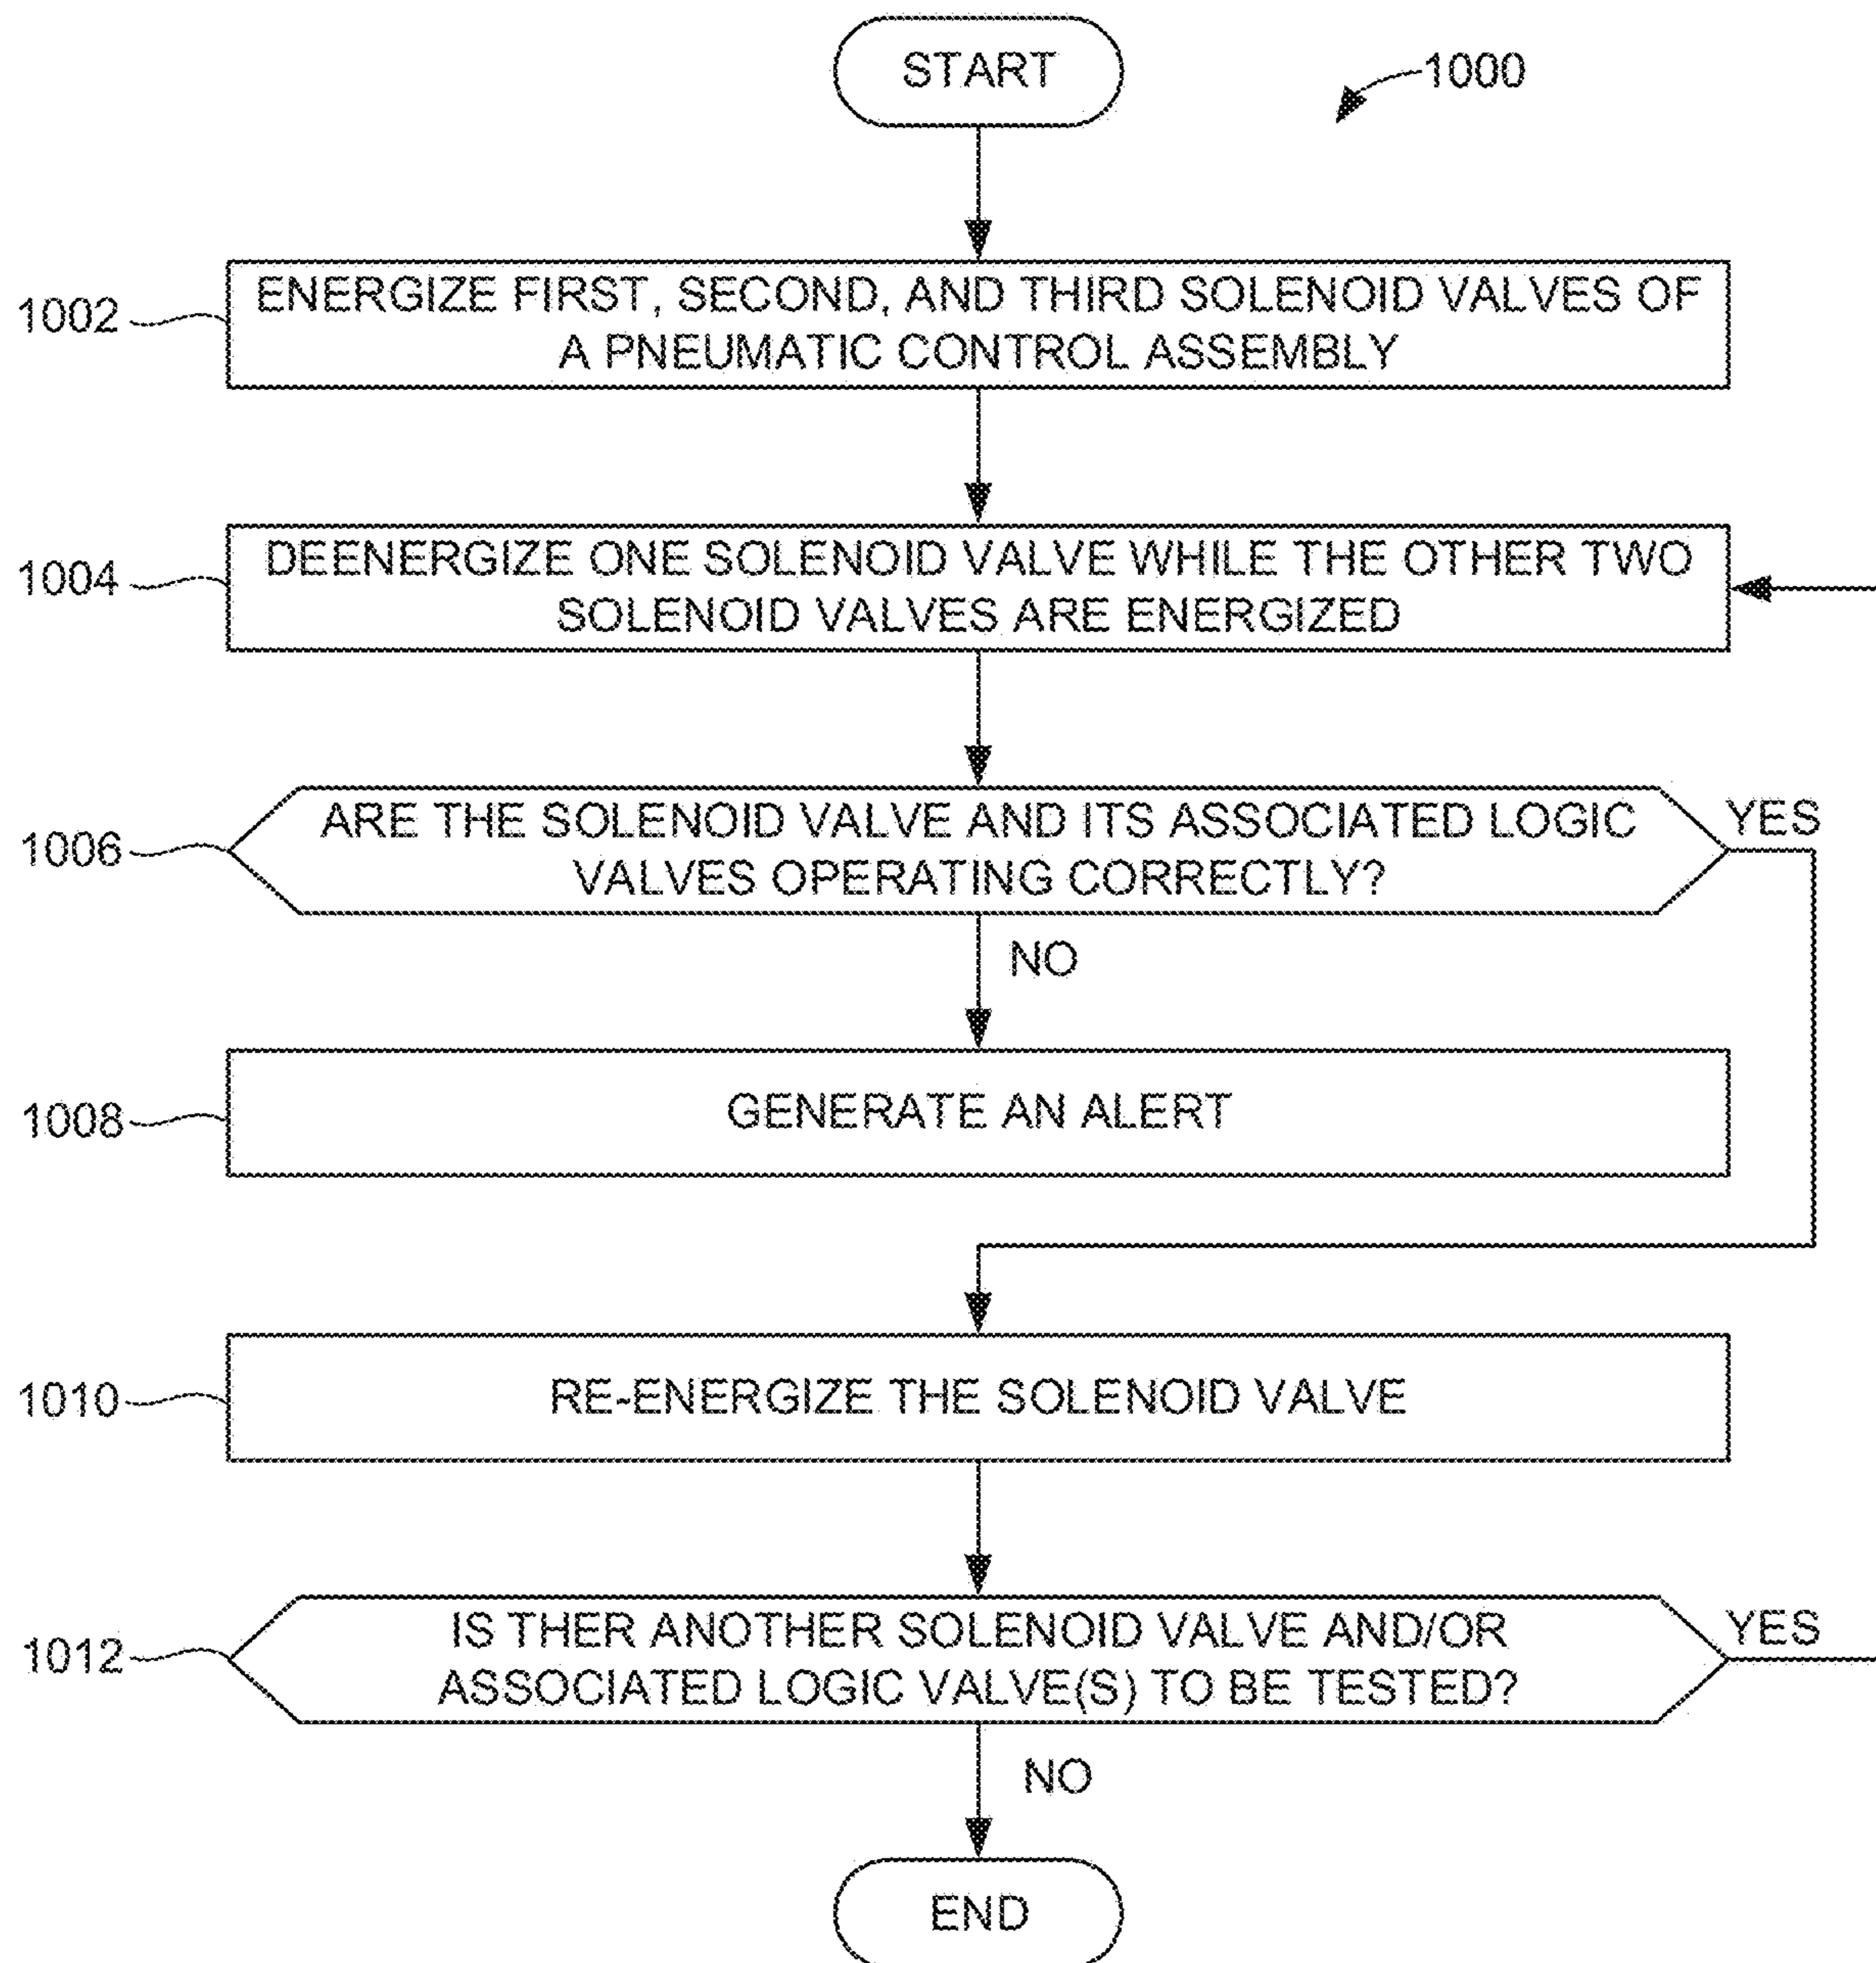 START
1000
1002
ENERGIZE FIRST, SECOND, AND THIRD SOLENOID VALVES OF
A PNEUMATIC CONTROL ASSEMBLY
1004
DEENERGIZE ONE SOLENOID VALVE WHILE THE OTHER TWO
SOLENOID VALVES ARE ENERGIZED
1006
ARE THE SOLENOID VALVE AND ITS ASSOCIATED LOGIC
VALVES OPERATING CORRECTLY?
YES
NO
1008
GENERATE AN ALERT
1010
RE-ENERGIZE THE SOLENOID VALVE
1012
IS THER ANOTHER SOLENOID VALVE AND/OR
ASSOCIATED LOGIC VALVE(S) TO BE TESTED?
YES
NO
END